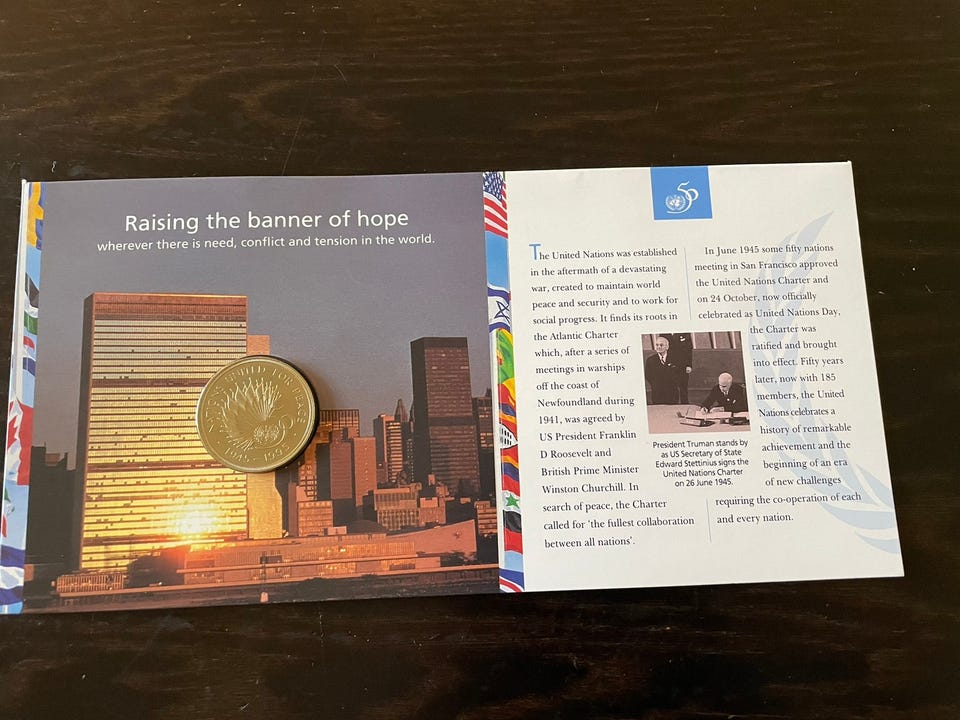 Raising the banner of hope
wherever there is need, conflict and tension in the world.
NATIONS UNITED FOR PEACE
1945-1995
50
The United Nations was established
in the aftermath of a devastating
war, created to maintain world
peace and security and to work for
social progress. It finds its roots in
the Atlantic Charter
which, after a series of
meetings in warships
off the coast of
Newfoundland during
1941, was agreed by
US President Franklin
D Roosevelt and
British Prime Minister
Winston Churchill. In
search of peace, the Charter
called for ‘the fullest collaboration
between all nations’.
President Truman stands by
as US Secretary of State
Edward Stettinius signs the
United Nations Charter
on 26 June 1945.
In June 1945 some fifty nations
meeting in San Francisco approved
the United Nations Charter and
on 24 October, now officially
celebrated as United Nations Day,
the Charter was
ratified and brought
into effect. Fifty years
later, now with 185
members, the United
Nations celebrates a
history of remarkable
achievement and the
beginning of an era
of new challenges
requiring the co-operation of each
and every nation.